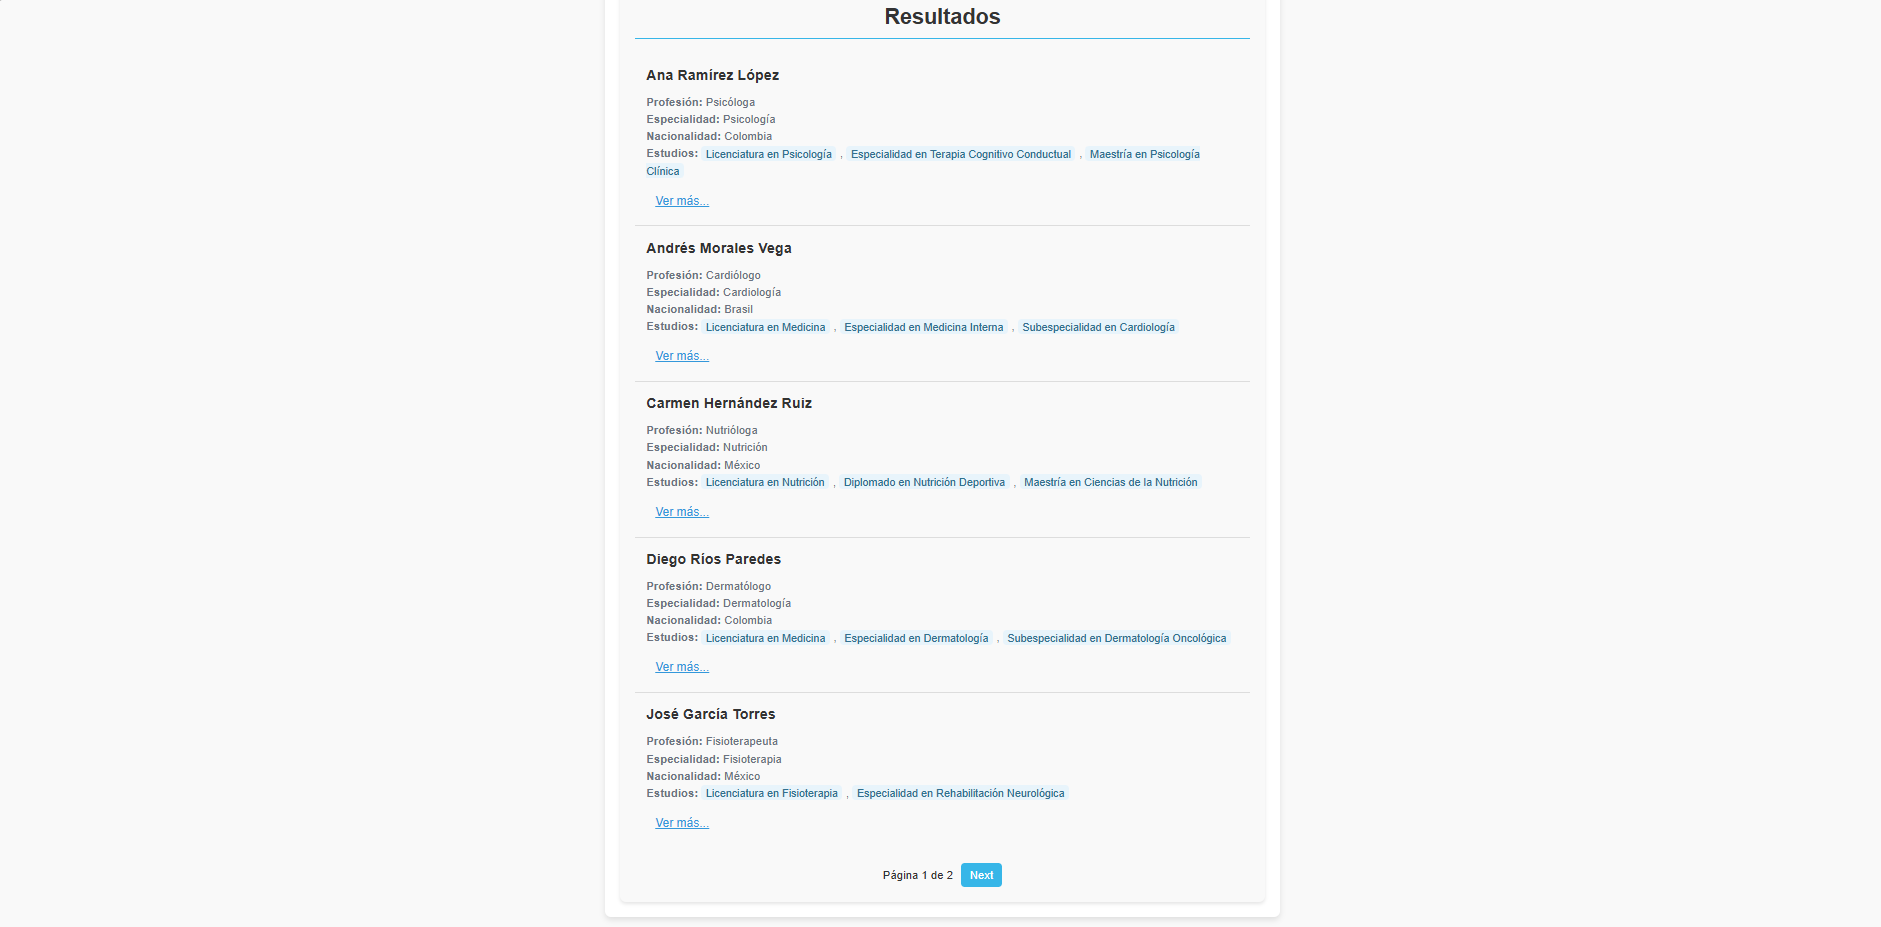 Resultados
Ana Ramírez López
Profesión: Psicóloga
Especialidad: Psicología
Nacionalidad: Colombia
Estudios: Licenciatura en Psicología , Especialidad en Terapia Cognitivo Conductual , Maestría en Psicología
Clínica
Ver más...
Andrés Morales Vega
Profesión: Cardiólogo
Especialidad: Cardiología
Nacionalidad: Brasil
Estudios: Licenciatura en Medicina , Especialidad en Medicina Interna , Subespecialidad en Cardiología
Ver más...
Carmen Hernández Ruiz
Profesión: Nutrióloga
Especialidad: Nutrición
Nacionalidad: México
Estudios: Licenciatura en Nutrición , Diplomado en Nutrición Deportiva , Maestría en Ciencias de la Nutrición
Ver más...
Diego Ríos Paredes
Profesión: Dermatólogo
Especialidad: Dermatología
Nacionalidad: Colombia
Estudios: Licenciatura en Medicina , Especialidad en Dermatología , Subespecialidad en Dermatología Oncológica
Ver más...
José García Torres
Profesión: Fisioterapeuta
Especialidad: Fisioterapia
Nacionalidad: México
Estudios: Licenciatura en Fisioterapia , Especialidad en Rehabilitación Neurológica
Ver más...
Página 1 de 2 Next